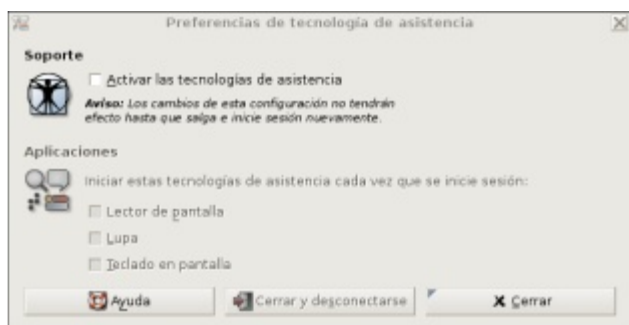 Preferencias de tecnología de asistencia
Soporte
Activar las tecnologías de asistencia
Aviso: Los cambios de esta configuración no tendrán
efecto hasta que salga e inicie sesión nuevamente.
Aplicaciones
Iniciar estas tecnologías de asistencia cada vez que se inicie sesión:
Lector de pantalla
Lupa
Teclado en pantalla
Ayuda
Cerrar y desconectarse
Cerrar